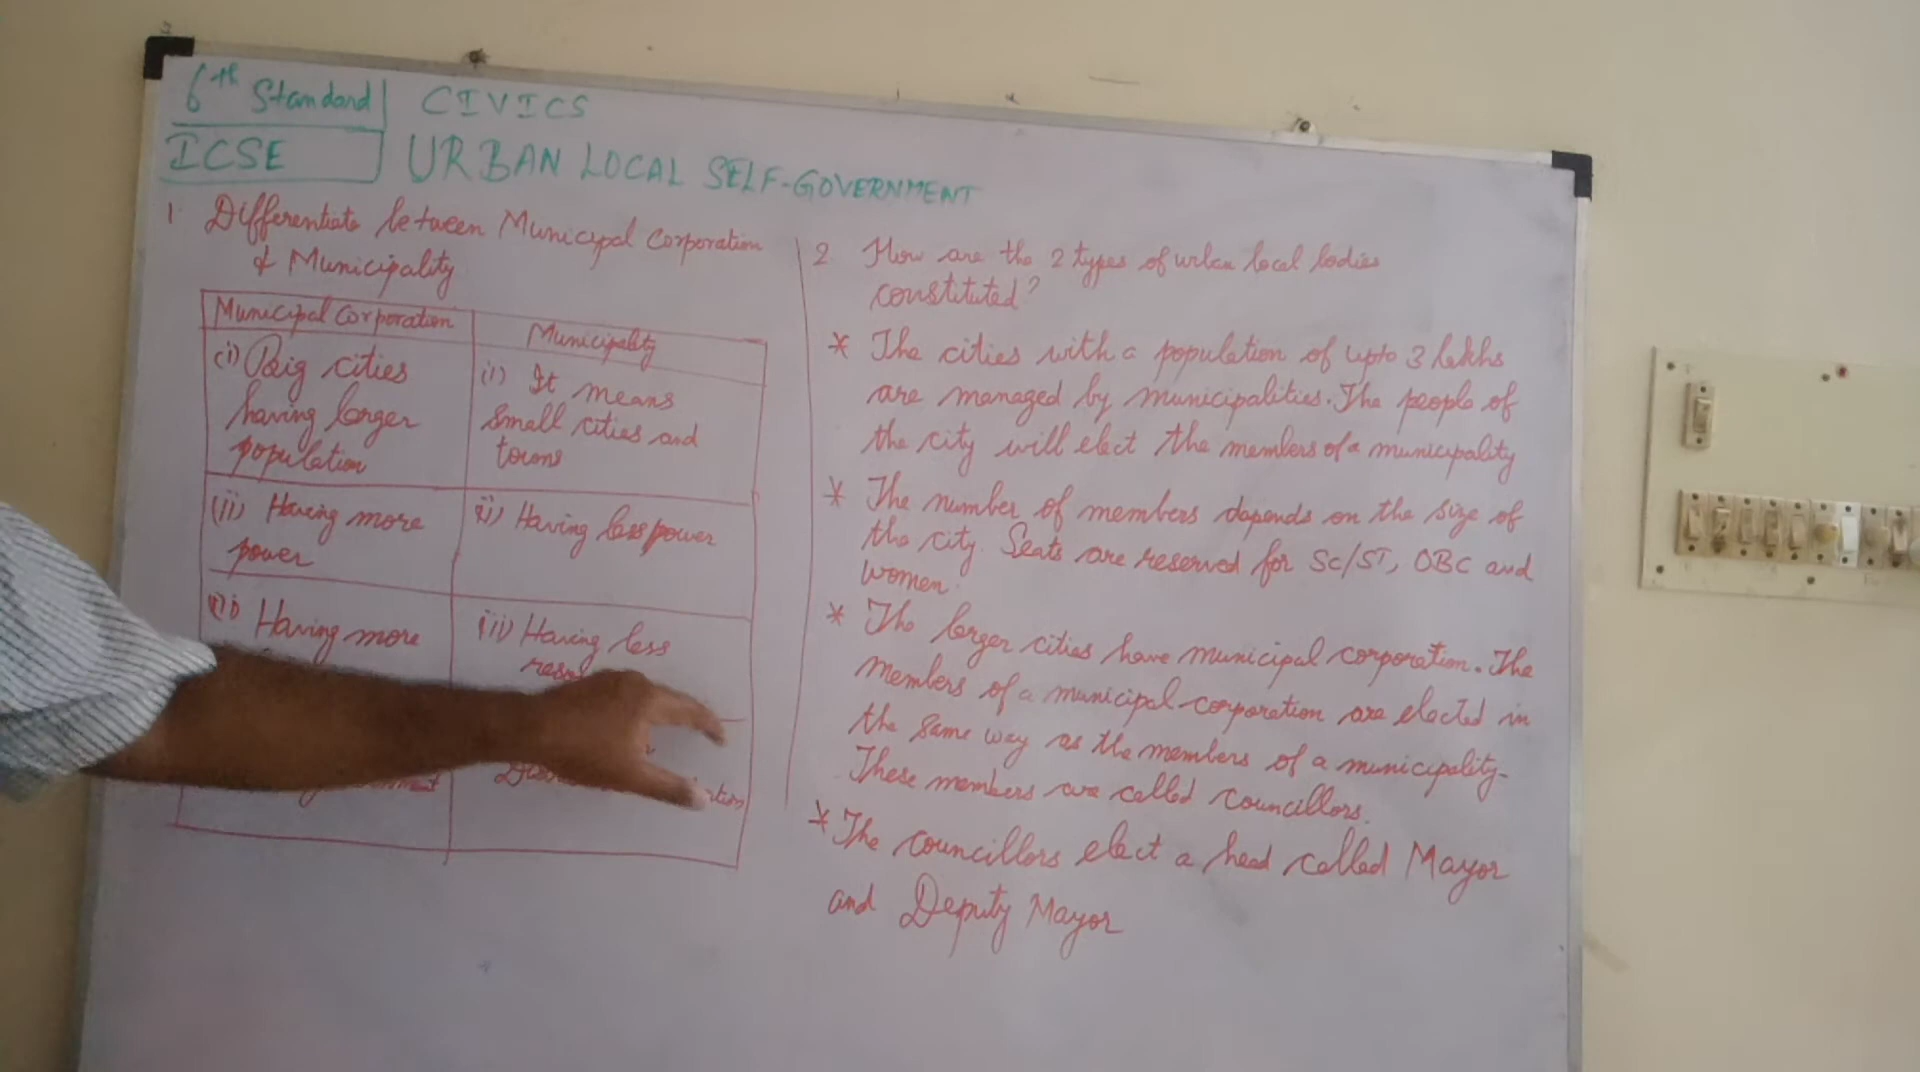 6th Standard CIVICS
ICSE URBAN LOCAL SELF-GOVERNMENT
1. Differentiate between Municipal Corporation
& Municipality
Municipal Corporation
Municipality
(i) Big cities
having larger
population
(i) It means
small cities and
towns
(ii) Having more
power
ii) Having less power
Having more
(iii) Having less
2 How are the 2 types of urban local bodies
constituted?
* The cities with a population of upto 3 lakhs
are managed by municipalities. The people of
the city will elect the members of a municipality
* The number of members depends on the size of
the city. Seats are reserved for SC/ST, OBC and
women.
* The larger cities have municipal corporation. The
members of a municipal corporation are elected in
the same way as the members of a municipality.
These members are called councillors.
* The councillors elect a head called Mayor
and Deputy Mayor